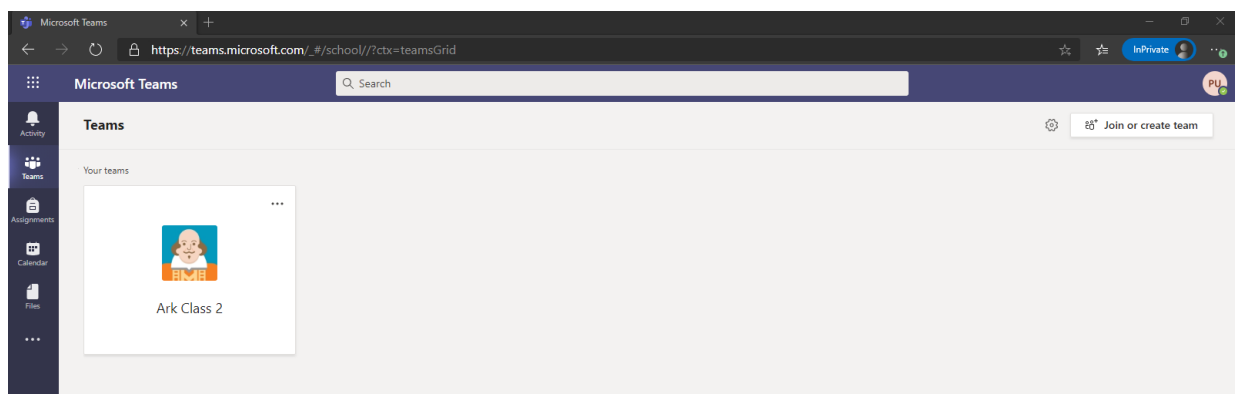 Microsoft Teams
https://teams.microsoft.com/_#/school//?ctx=teamsGrid
InPrivate
Microsoft Teams
Search
PU
Activity
Teams
Assignments
Calendar
Files
Teams
Join or create team
Your teams
Ark Class 2